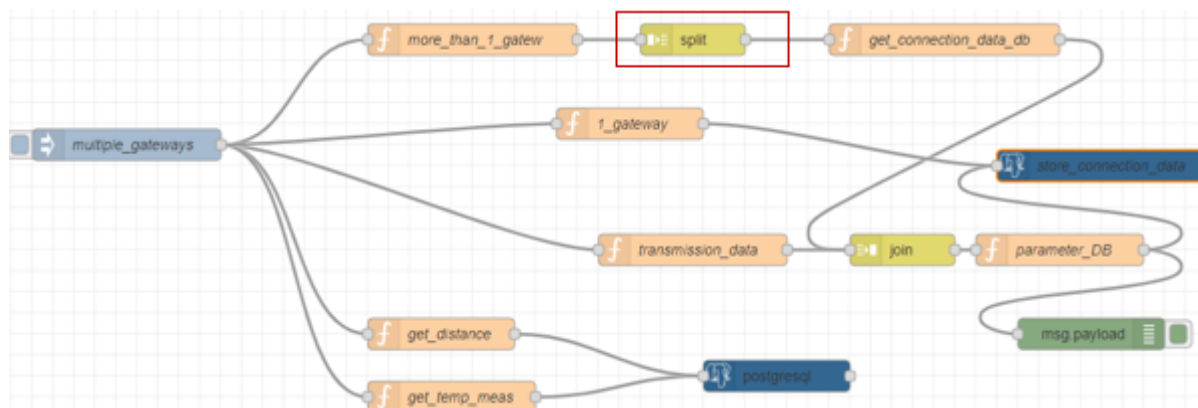 more_than_1_gatew
split
get_connection_data_db
1_gateway
multiple_gateways
store_connection_data
transmission_data
join
parameter_DB
get_distance
msg.payload
postgresql
get_temp_meas